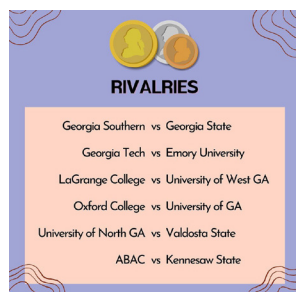 RIVALRIES
Georgia Southern vs Georgia State
Georgia Tech vs Emory University
LaGrange College vs University of West GA
Oxford College vs University of GA
University of North GA vs Valdosta State
ABAC vs Kennesaw State